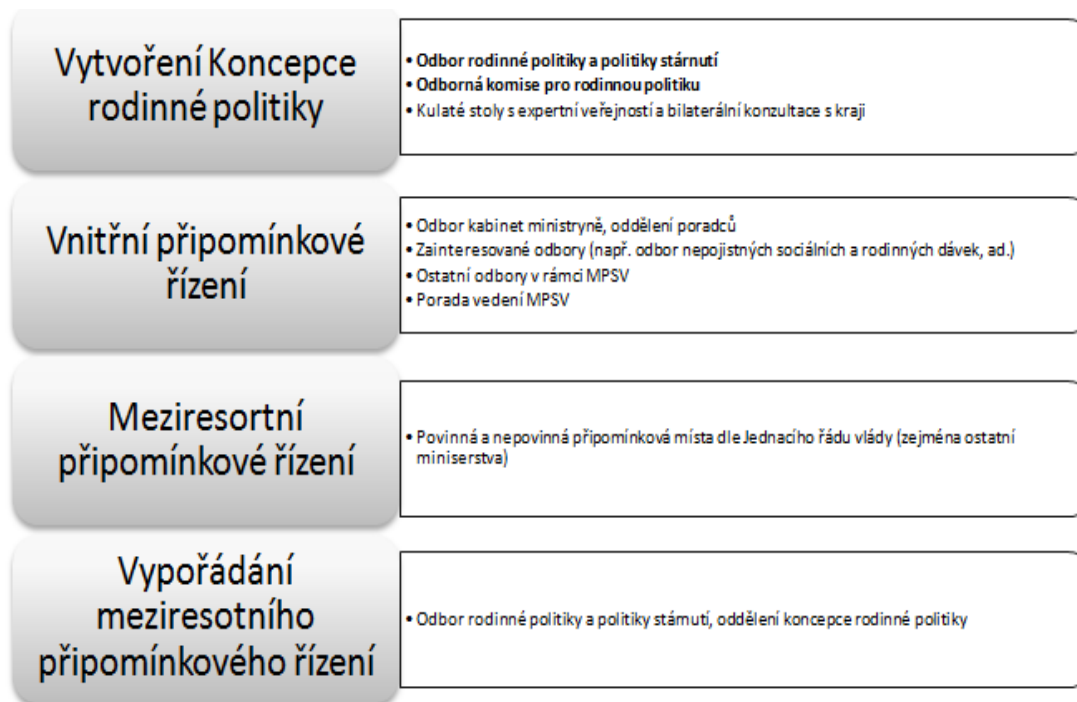 Vytvoření Koncepce
rodinné politiky
• Odbor rodinné politiky a politiky stárnutí
• Odborná komise pro rodinnou politiku
• Kulaté stoly s expertní veřejností a bilaterální konzultace s kraji
Vnitřní připomínkové
řízení
• Odbor kabinet ministryně, oddělení poradců
• Zainteresované odbory (např. odbor nepojistných sociálních a rodinných dávek, ad.)
• Ostatní odbory v rámci MPSV
• Porada vedení MPSV
Meziresortní
připomínkové řízení
• Povinná a nepovinná připomínková místa dle Jednacího řádu vlády (zejména ostatní
miniserstva)
Vypořádání
meziresotního
připomínkového řízení
• Odbor rodinné politiky a politiky stárnutí, oddělení koncepce rodinné politiky